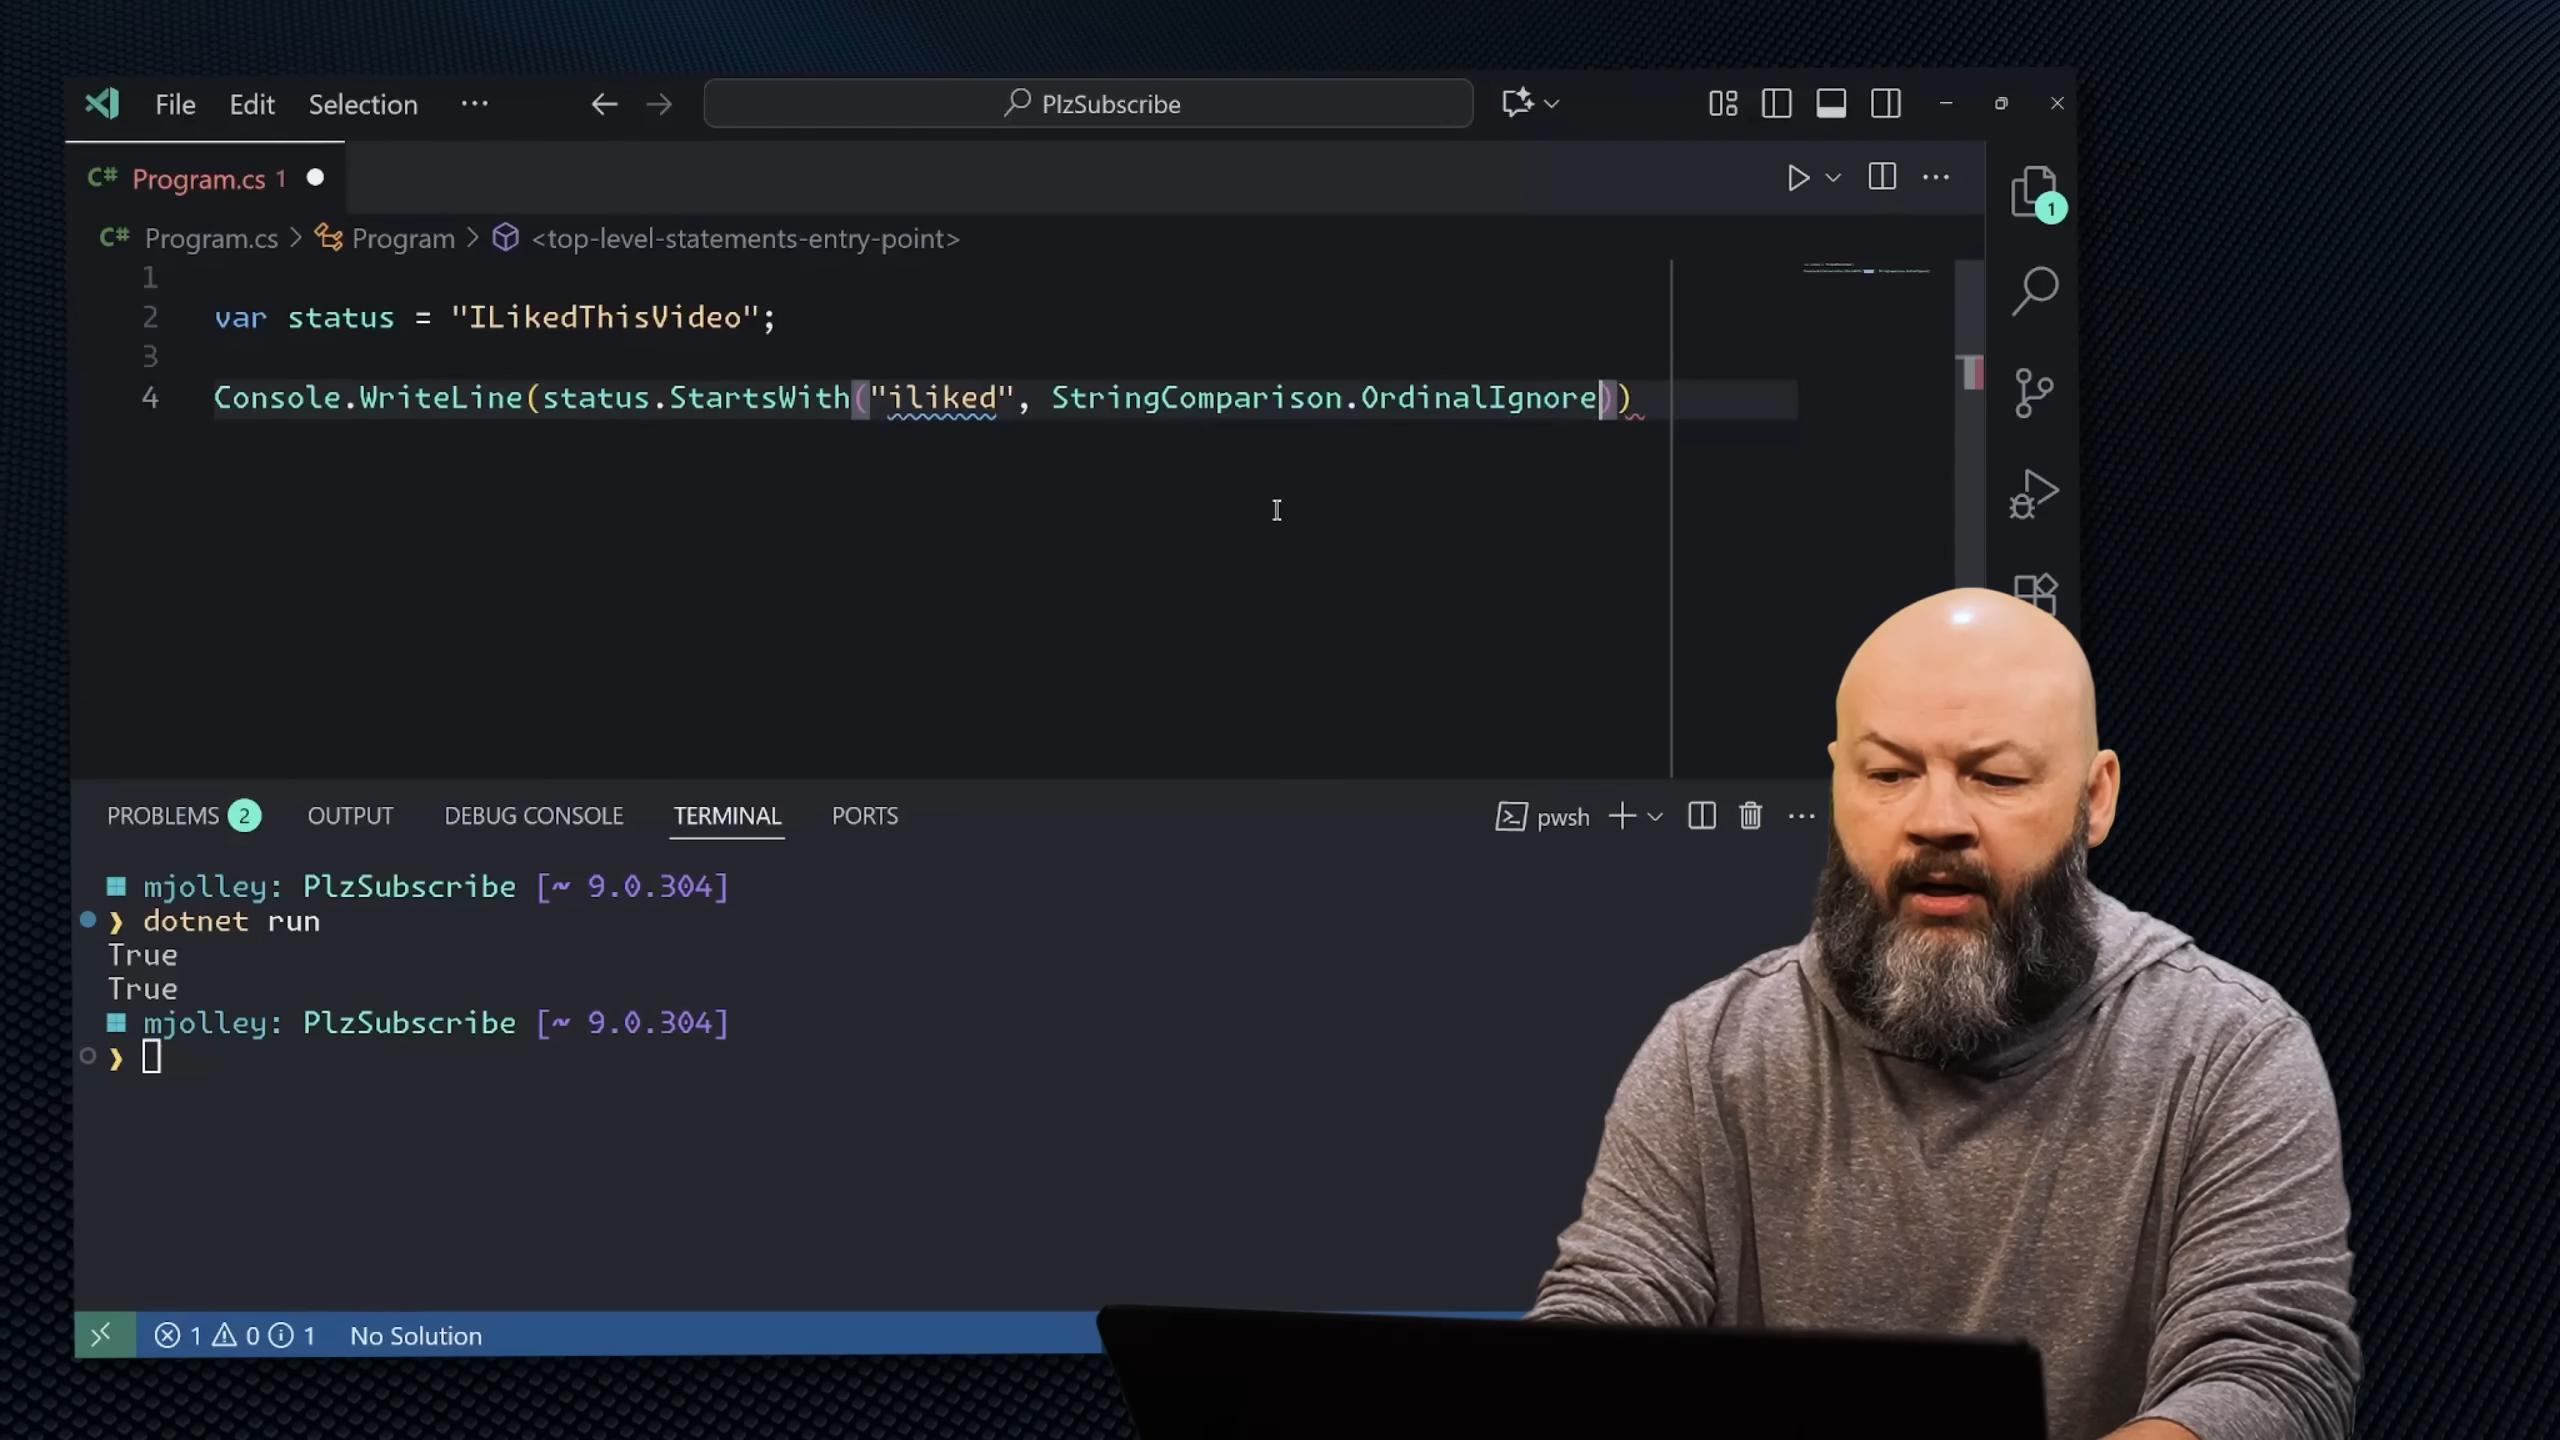 File Edit Selection ··· PlzSubscribe
C# Program.cs 1
C# Program.cs > Program > <top-level-statements-entry-point>
1
1
2 var status = "ILikedThisVideo";
3
4 Console.WriteLine(status.StartsWith("iliked", StringComparison.OrdinalIgnore))
PROBLEMS 2 OUTPUT DEBUG CONSOLE TERMINAL PORTS pwsh
mjolley: PlzSubscribe [~ 9.0.304]
❯ dotnet run
True
True
mjolley: PlzSubscribe [~ 9.0.304]
❯
1 0 1 No Solution